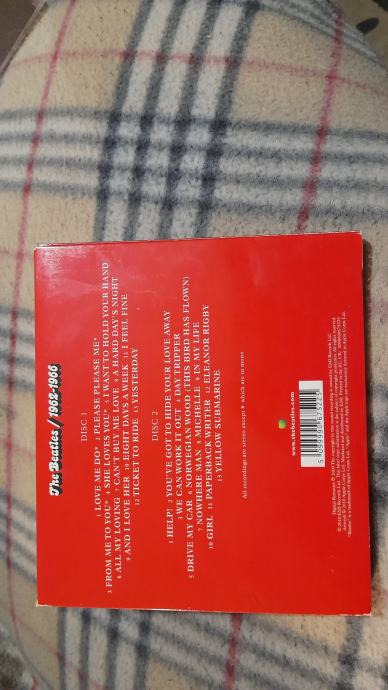 The Beatles / 1962-1966
DISC 1
1 LOVE ME DO* 2 PLEASE PLEASE ME*
3 FROM ME TO YOU* 4 SHE LOVES YOU* 5 I WANT TO HOLD YOUR HAND
6 ALL MY LOVING 7 CAN'T BUY ME LOVE 8 A HARD DAY'S NIGHT
9 AND I LOVE HER 10 EIGHT DAYS A WEEK 11 I FEEL FINE
12 TICKET TO RIDE 13 YESTERDAY
DISC 2
1 HELP! 2 YOU'VE GOT TO HIDE YOUR LOVE AWAY
3 WE CAN WORK IT OUT 4 DAY TRIPPER
5 DRIVE MY CAR 6 NORWEGIAN WOOD (THIS BIRD HAS FLOWN)
7 NOWHERE MAN 8 MICHELLE 9 IN MY LIFE
10 GIRL 11 PAPERBACK WRITER 12 ELEANOR RIGBY
13 YELLOW SUBMARINE
All recordings are stereo except * which are in mono
www.thebeatles.com